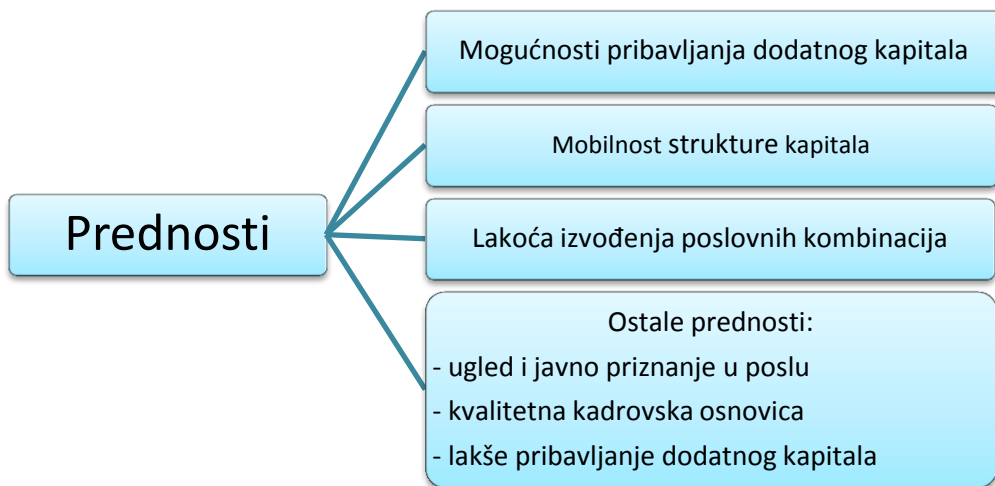 Prednosti
Mogućnosti pribavljanja dodatnog kapitala
Mobilnost strukture kapitala
Lakoća izvođenja poslovnih kombinacija
Ostale prednosti:
- ugled i javno priznanje u poslu
- kvalitetna kadrovska osnovica
- lakše pribavljanje dodatnog kapitala